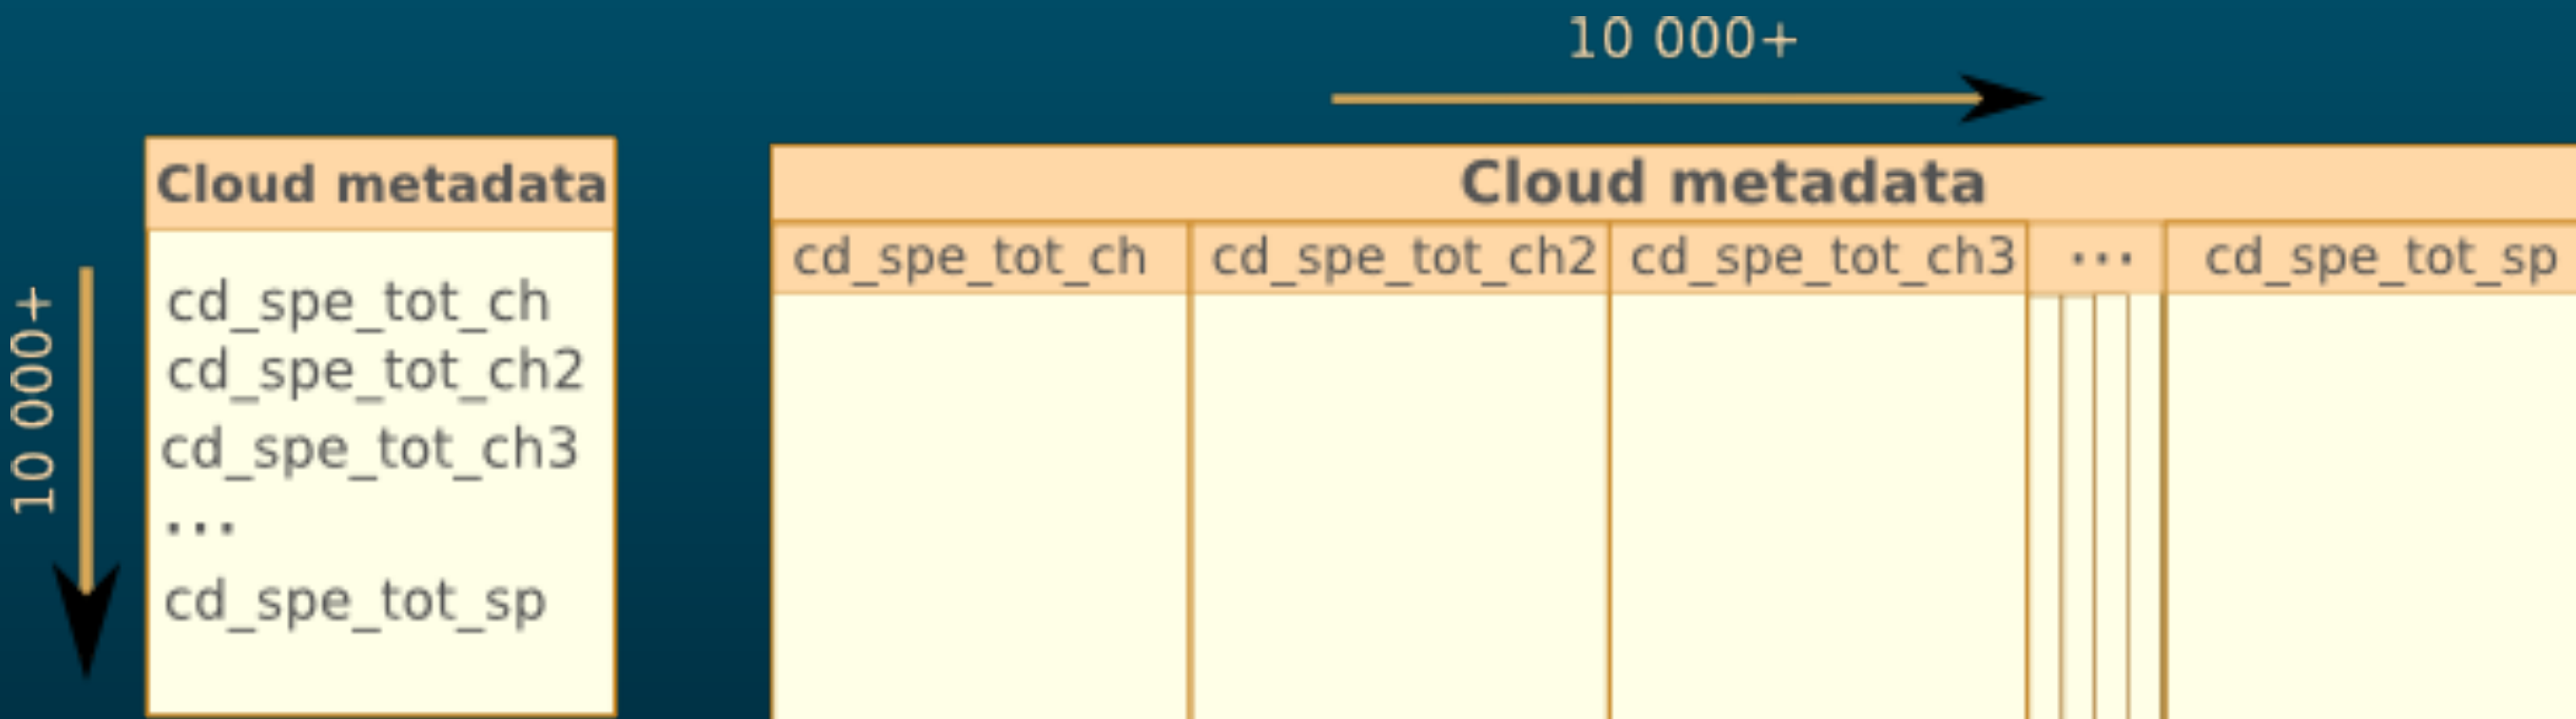 10 000+
Cloud metadata
cd_spe_tot_ch
cd_spe_tot_ch2
cd_spe_tot_ch3
...
cd_spe_tot_sp
10 000+
Cloud metadata
cd_spe_tot_ch cd_spe_tot_ch2 cd_spe_tot_ch3 ... cd_spe_tot_sp